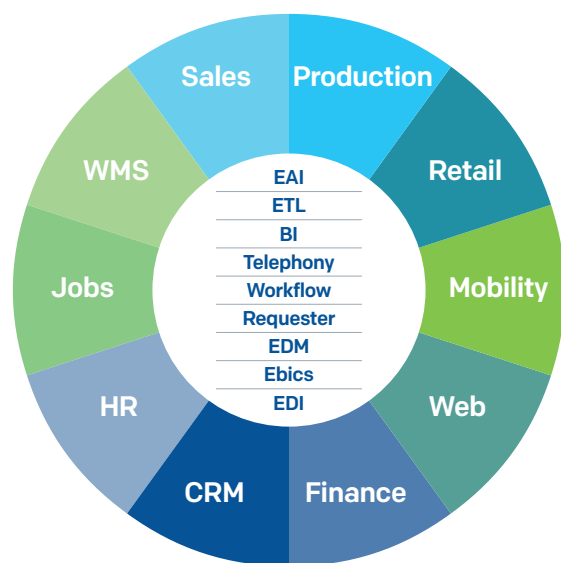 Sales
Production
WMS
Retail
Jobs
Mobility
HR
Web
CRM
Finance
EAI
ETL
BI
Telephony
Workflow
Requester
EDM
Ebics
EDI